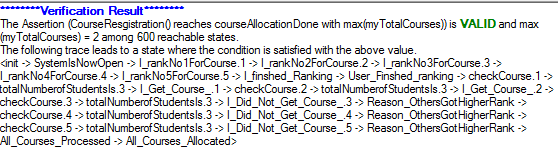 ********Verification Result********
The Assertion (CourseResgistration() reaches courseAllocationDone with max(myTotalCourses)) is VALID and max
(myTotalCourses) = 2 among 600 reachable states.
The following trace leads to a state where the condition is satisfied with the above value.
<init -> SystemIsNowOpen -> I_rankNo1ForCourse.1 -> I_rankNo2ForCourse.2 -> I_rankNo3ForCourse.3 ->
I_rankNo4ForCourse.4 -> I_rankNo5ForCourse.5 -> I_finshed_Ranking -> User_Finshed_ranking -> checkCourse.1 ->
totalNumberofStudentsIs.3 -> I_Get_Course_.1 -> checkCourse.2 -> totalNumberofStudentsIs.3 -> I_Get_Course_.2 ->
checkCourse.3 -> totalNumberofStudentsIs.3 -> I_Did_Not_Get_Course_.3 -> Reason_OthersGotHigherRank ->
checkCourse.4 -> totalNumberofStudentsIs.3 -> I_Did_Not_Get_Course_.4 -> Reason_OthersGotHigherRank ->
checkCourse.5 -> totalNumberofStudentsIs.3 -> I_Did_Not_Get_Course_.5 -> Reason_OthersGotHigherRank ->
All_Courses_Processed -> All_Courses_Allocated>